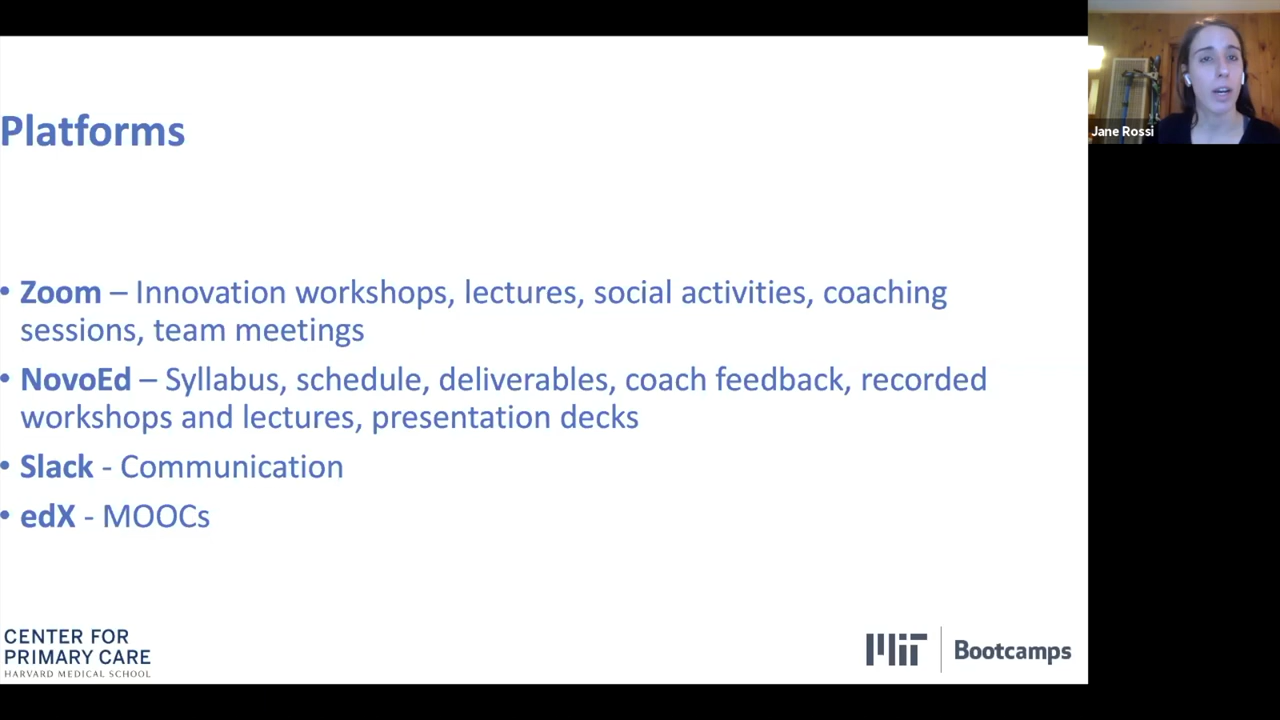 Platforms
Jane Rossi
• Zoom – Innovation workshops, lectures, social activities, coaching
sessions, team meetings
• NovoEd – Syllabus, schedule, deliverables, coach feedback, recorded
workshops and lectures, presentation decks
• Slack - Communication
• edX - MOOCs
CENTER FOR
PRIMARY CARE
HARVARD MEDICAL SCHOOL
MIT Bootcamps